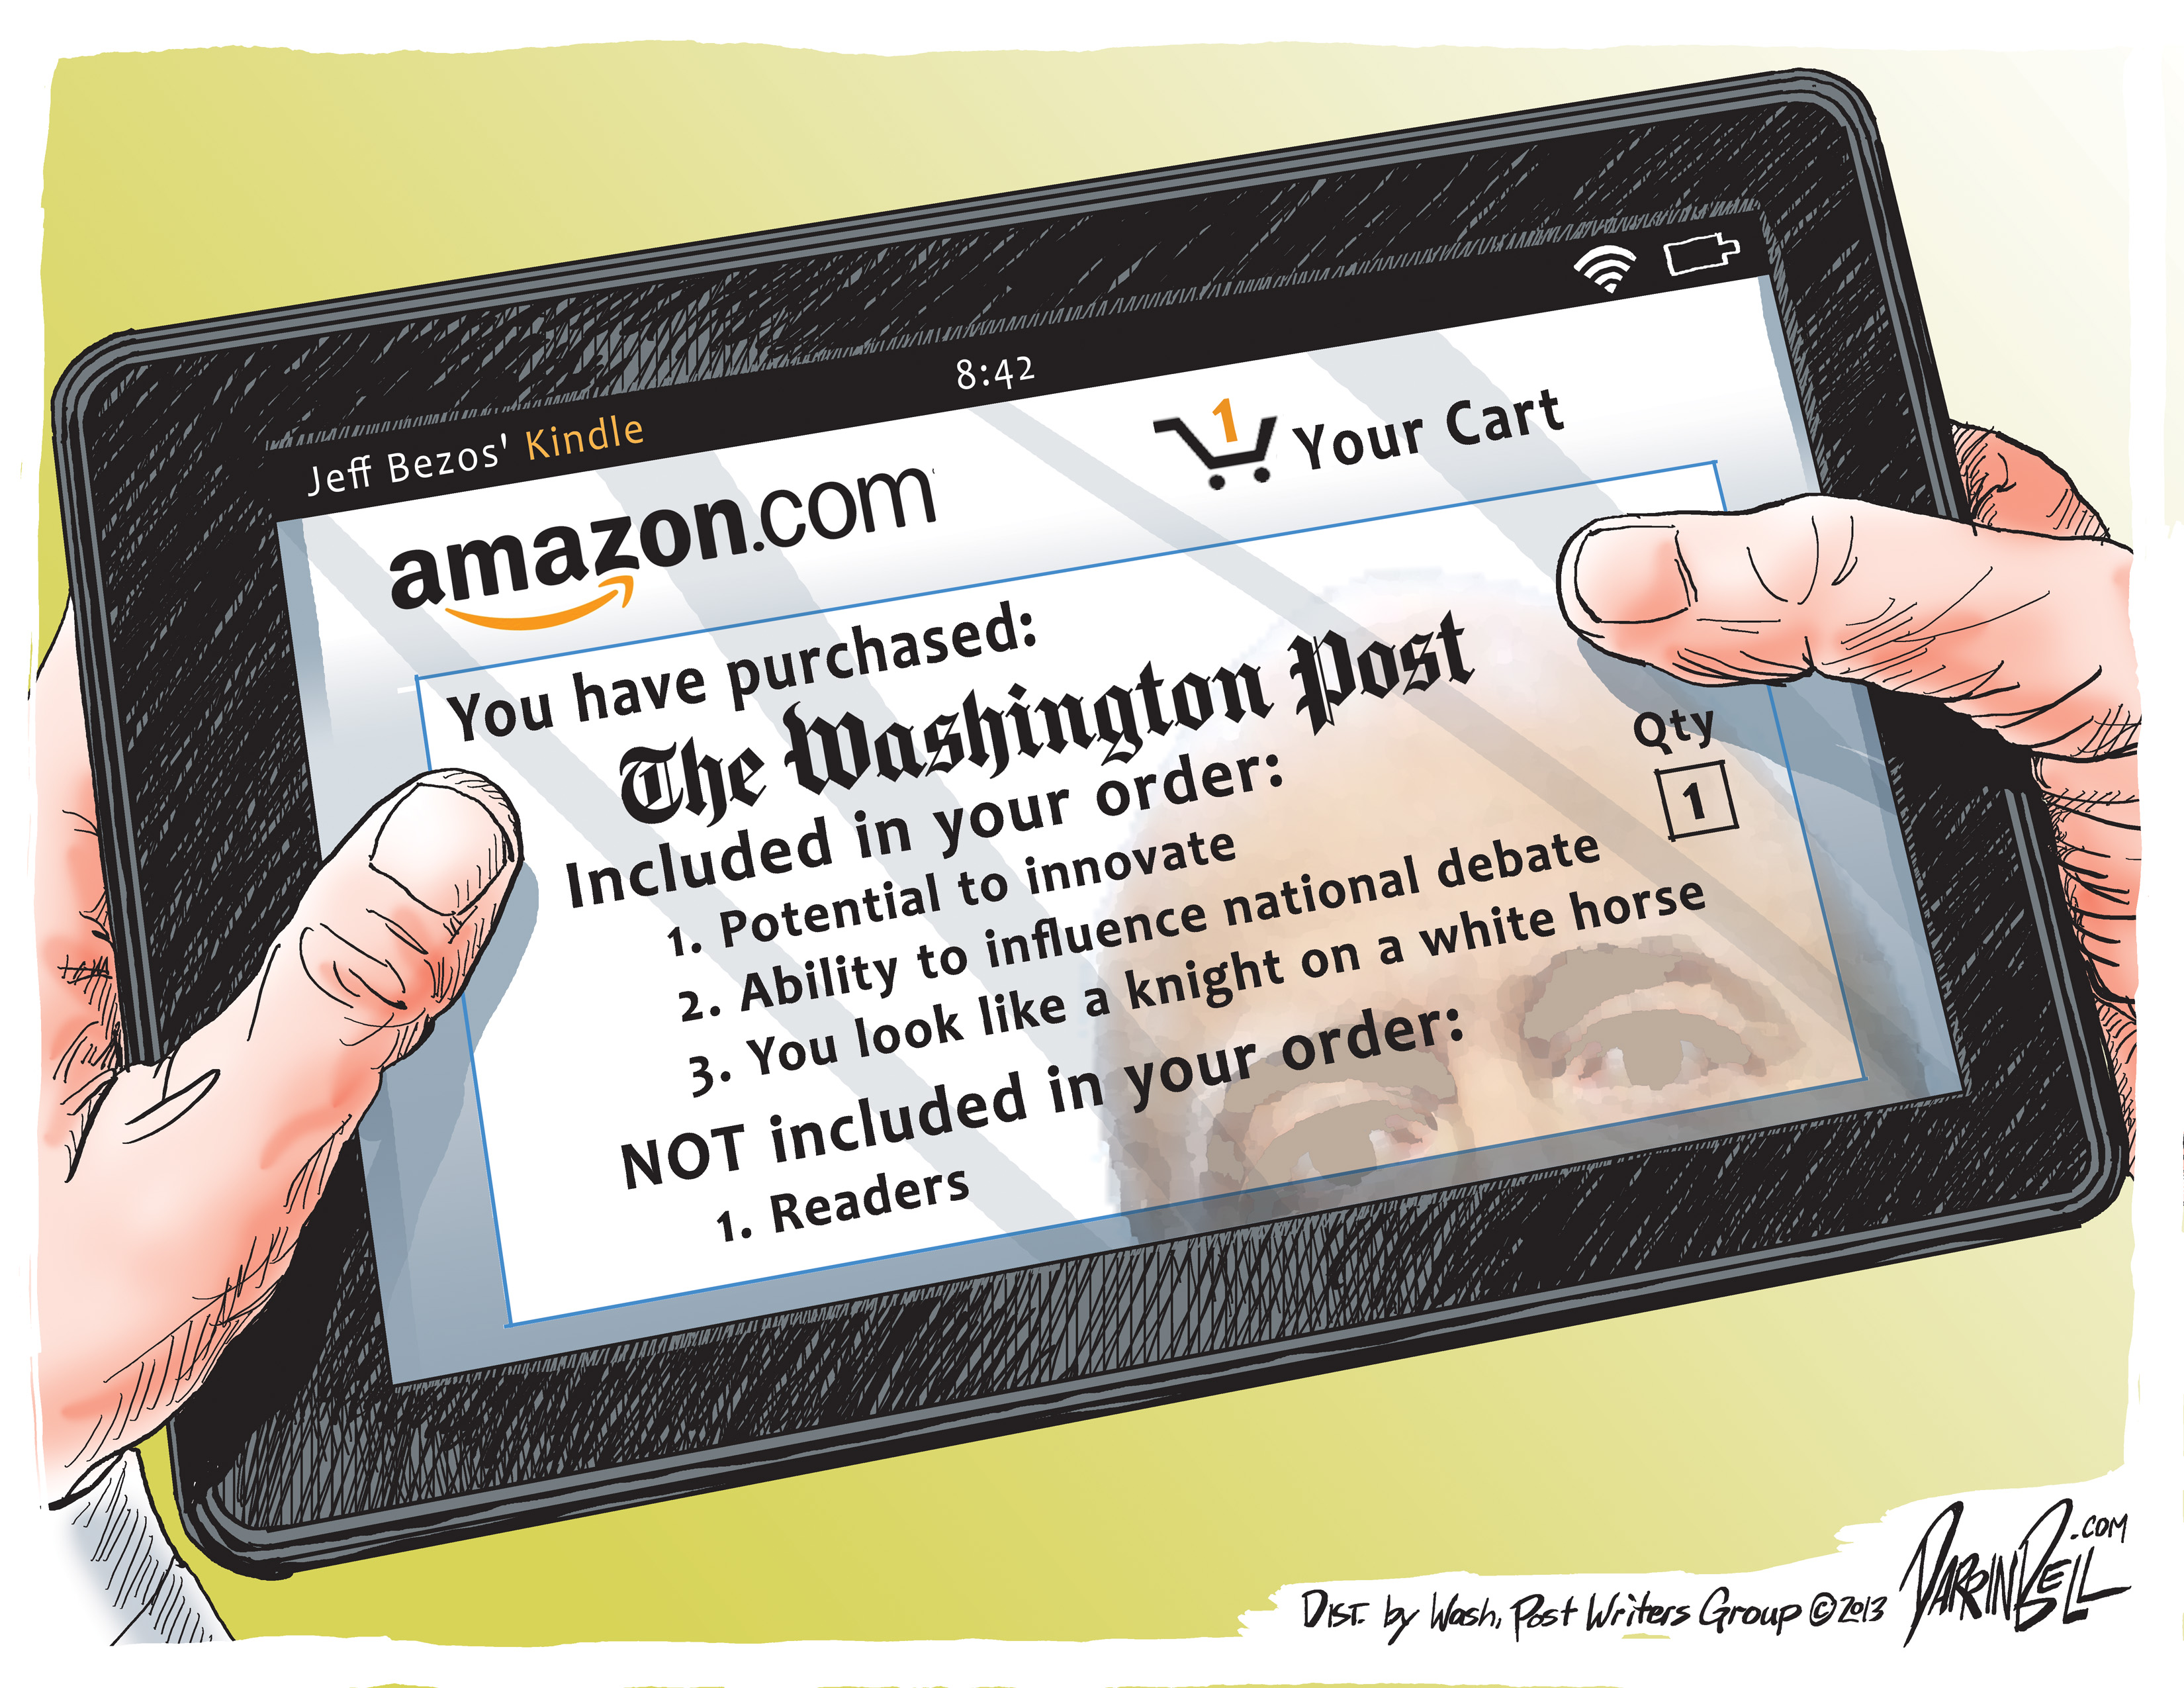 Jeff Bezos' Kindle
8:42
amazon.com
1
Your Cart
You have purchased:
The Washington Post
Qty
1
Included in your order:
1. Potential to innovate
2. Ability to influence national debate
3. You look like a knight on a white horse
NOT included in your order:
1. Readers
DIST. by Wash. Post Writers Group © 2013
DARRINBELL.COM